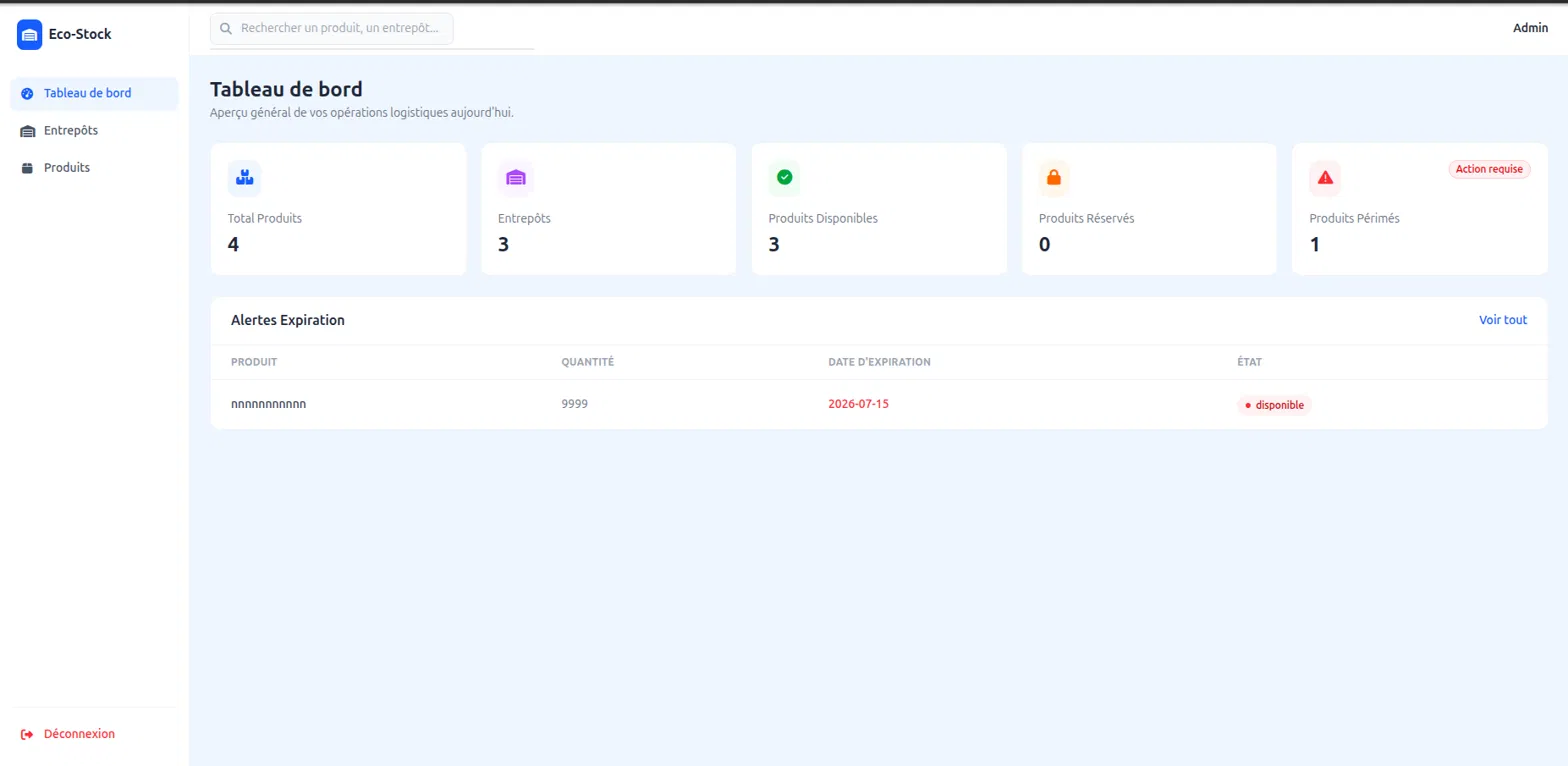 Eco-Stock
Rechercher un produit, un entrepôt...
Admin
Tableau de bord
Entrepôts
Produits
Déconnexion
Tableau de bord
Aperçu général de vos opérations logistiques aujourd'hui.
Total Produits
4
Entrepôts
3
Produits Disponibles
3
Produits Réservés
0
Action requise
Produits Périmés
1
Alertes Expiration
Voir tout
PRODUIT QUANTITÉ DATE D'EXPIRATION ÉTAT
nnnnnnnnnnn 9999 2026-07-15 disponible